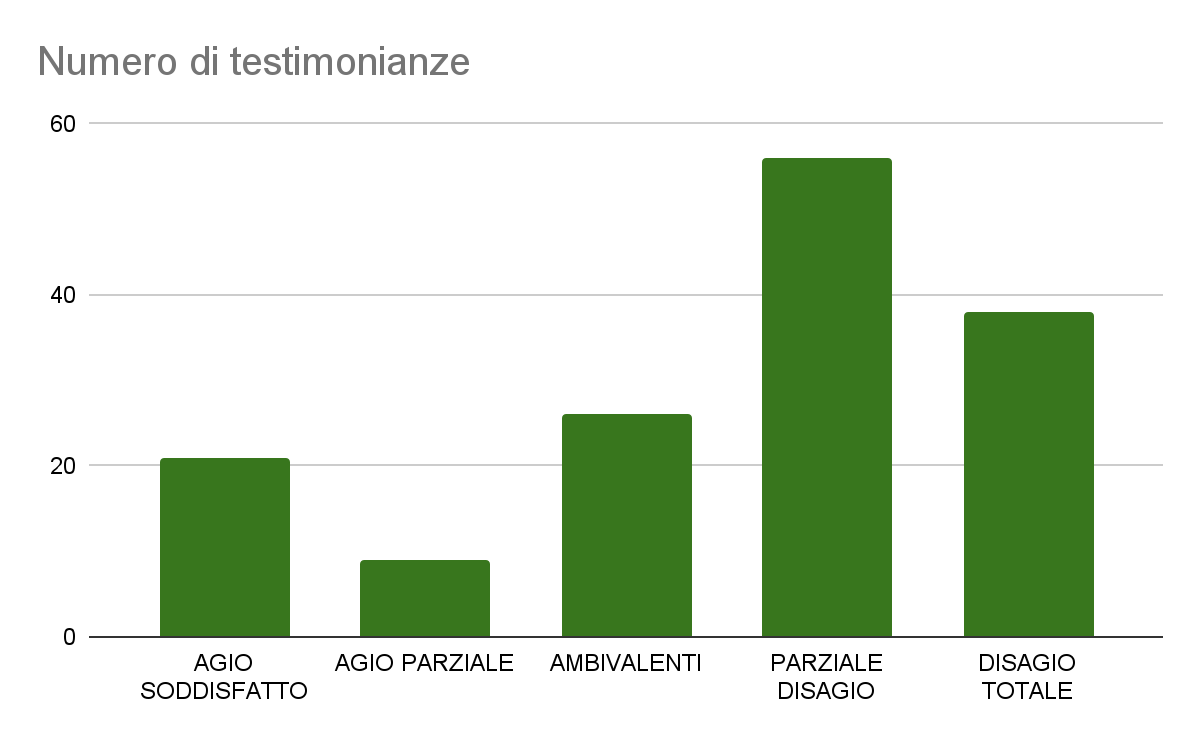 Numero di testimonianze
60
40
20
0
AGIO SODDISFATTO
AGIO PARZIALE
AMBIVALENTI
PARZIALE DISAGIO
DISAGIO TOTALE